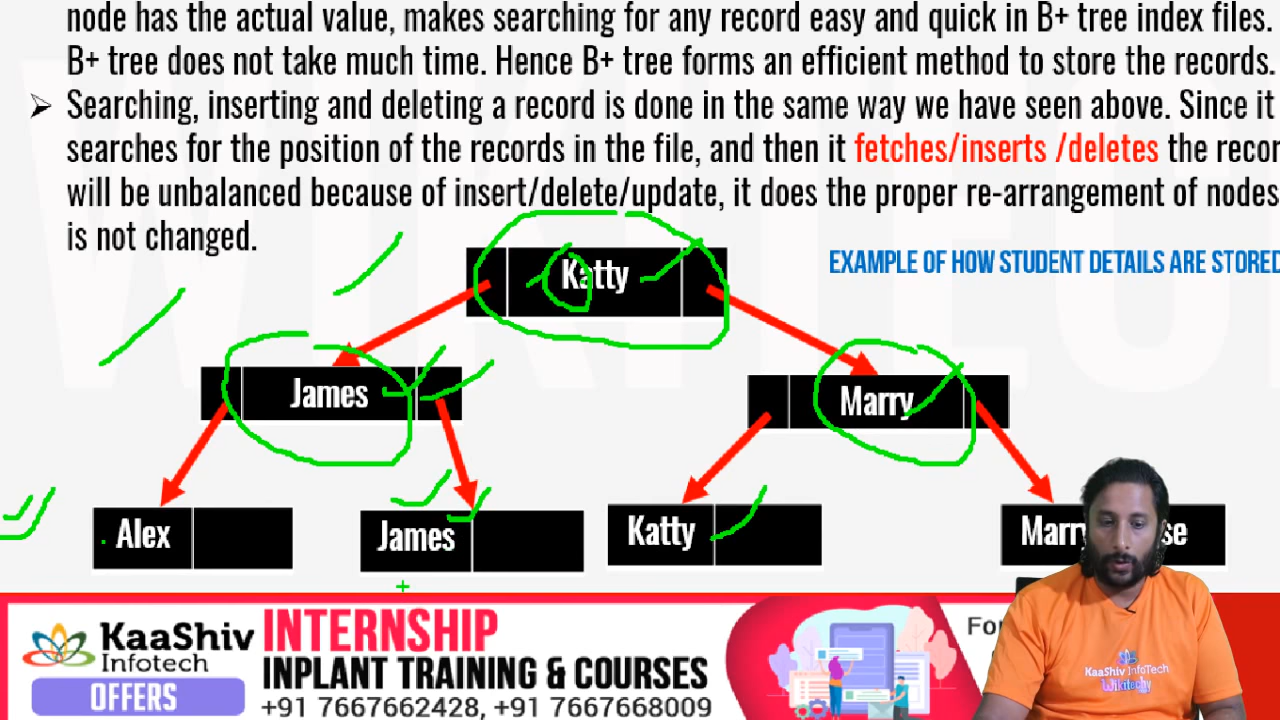 node has the actual value, makes searching for any record easy and quick in B+ tree index files.
B+ tree does not take much time. Hence B+ tree forms an efficient method to store the records.
➢ Searching, inserting and deleting a record is done in the same way we have seen above. Since it
searches for the position of the records in the file, and then it fetches/inserts /deletes the recor
will be unbalanced because of insert/delete/update, it does the proper re-arrangement of nodes
is not changed.
EXAMPLE OF HOW STUDENT DETAILS ARE STORED
Katty
James
Marry
Alex
James
Katty
Marry
KaaShiv
Infotech
OFFERS
INTERNSHIP
INPLANT TRAINING & COURSES
+91 7667662428, +91 7667668009
KaaShiv InfoTech
Wikitechy